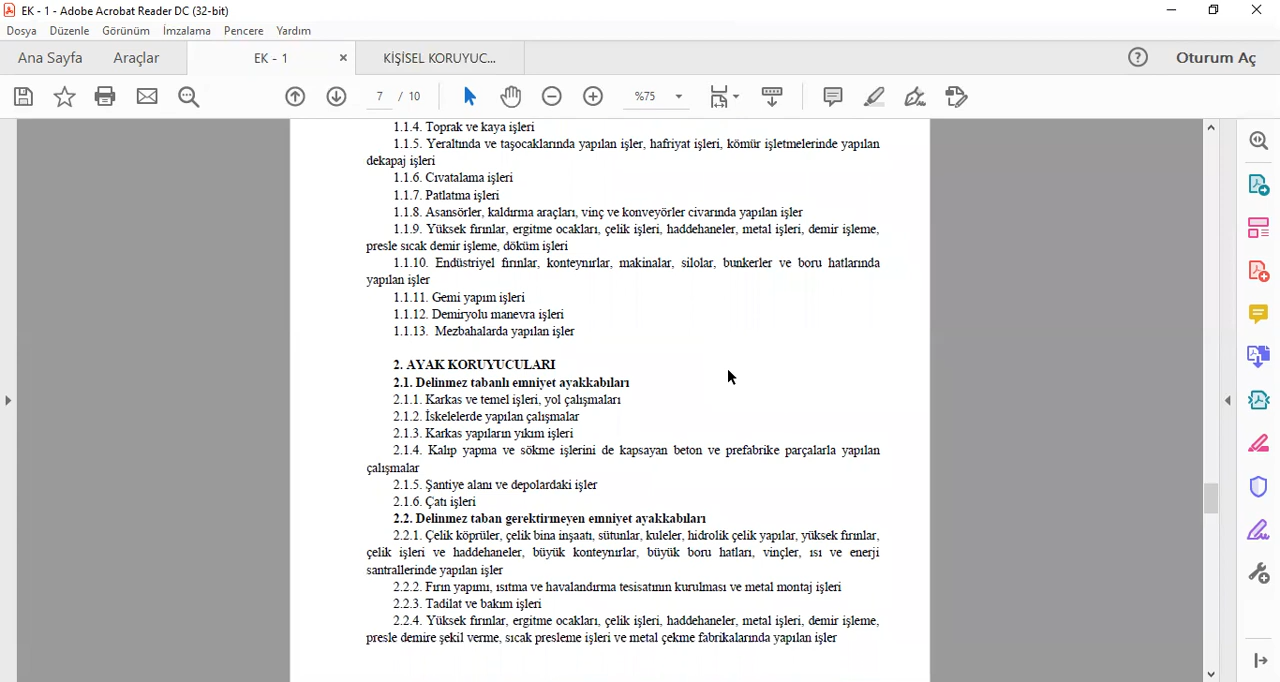 EK - 1 - Adobe Acrobat Reader DC (32-bit)
Dosya Düzenle Görünüm İmzalama Pencere Yardım
Ana Sayfa Araçlar EK - 1 × KİŞİSEL KORUYUC... ? Oturum Aç
7 / 10 %75
1.1.4. Toprak ve kaya işleri
1.1.5. Yeraltında ve taşocaklarında yapılan işler, hafriyat işleri, kömür işletmelerinde yapılan
dekapaj işleri
1.1.6. Cıvatalama işleri
1.1.7. Patlatma işleri
1.1.8. Asansörler, kaldırma araçları, vinç ve konveyörler civarında yapılan işler
1.1.9. Yüksek fırınlar, ergitme ocakları, çelik işleri, haddehaneler, metal işleri, demir işleme,
presle sıcak demir işleme, döküm işleri
1.1.10. Endüstriyel fırınlar, konteynırlar, makinalar, silolar, bunkerler ve boru hatlarında
yapılan işler
1.1.11. Gemi yapım işleri
1.1.12. Demiryolu manevra işleri
1.1.13. Mezbahalarda yapılan işler
2. AYAK KORUYUCULARI
2.1. Delinmez tabanlı emniyet ayakkabıları
2.1.1. Karkas ve temel işleri, yol çalışmaları
2.1.2. İskelelerde yapılan çalışmalar
2.1.3. Karkas yapıların yıkım işleri
2.1.4. Kalıp yapma ve sökme işlerini de kapsayan beton ve prefabrike parçalarla yapılan
çalışmalar
2.1.5. Şantiye alanı ve depolardaki işler
2.1.6. Çatı işleri
2.2. Delinmez taban gerektirmeyen emniyet ayakkabıları
2.2.1. Çelik köprüler, çelik bina inşaatı, sütunlar, kuleler, hidrolik çelik yapılar, yüksek fırınlar,
çelik işleri ve haddehaneler, büyük konteynırlar, büyük boru hatları, vinçler, ısı ve enerji
santrallerinde yapılan işler
2.2.2. Fırın yapımı, ısıtma ve havalandırma tesisatının kurulması ve metal montaj işleri
2.2.3. Tadilat ve bakım işleri
2.2.4. Yüksek fırınlar, ergitme ocakları, çelik işleri, haddehaneler, metal işleri, demir işleme,
presle demire şekil verme, sıcak presleme işleri ve metal çekme fabrikalarında yapılan işler